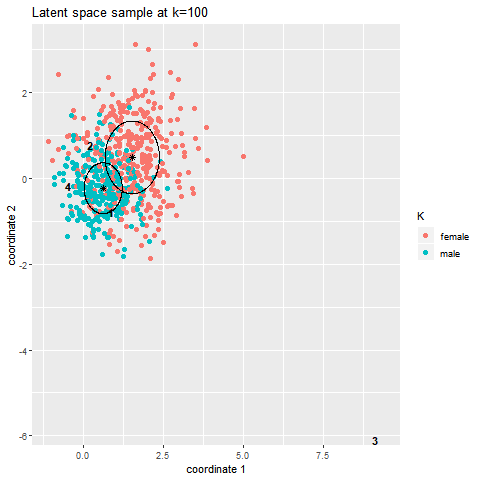 Latent space sample at k=100
2
0
-2
-4
-6
coordinate 2
2
4
1
3
0.0 2.5 5.0 7.5
coordinate 1
K
female
male